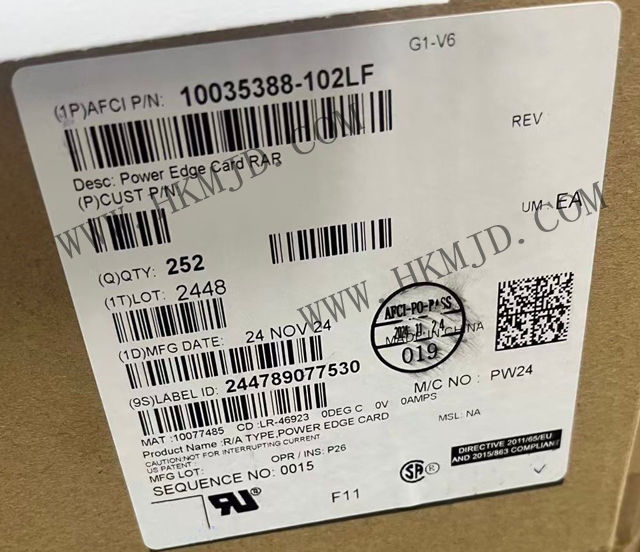 G1-V6
(1P)AFCI P/N: 10035388-102LF
REV
Desc: Power Edge Card RAR
(P)CUST P/N:
UM EA
(Q)QTY: 252
(1T)LOT: 2448
(1D)MFG DATE: 24 NOV 24
AFCI-PO-PASS
MADE IN CHINA
019
(9S)LABEL ID: 244789077530
M/C NO : PW24
MAT :10077485 CD :LR-46923 0DEG C 0V 0AMPS
Product Name :R/A TYPE,POWER EDGE CARD
MSL: NA
CAUTION:NOT FOR INTERRUPTING CURRENT
US PATENT
MFG LOT: OPR / INS: P26
DIRECTIVE 2011/65/EU
AND 2015/863 COMPLIANT
SEQUENCE NO: 0015
F11
WWW.HKMJD.COM
WWW.HKMJD.COM